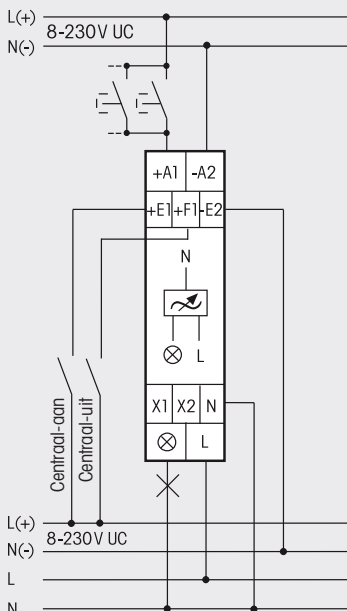 L(+)
8-230V UC
N(-)
+A1 -A2
+E1 +F1 -E2
N
L
X1 X2 N
L
Centraal-aan
Centraal-uit
L(+)
8-230V UC
N(-)
L
N